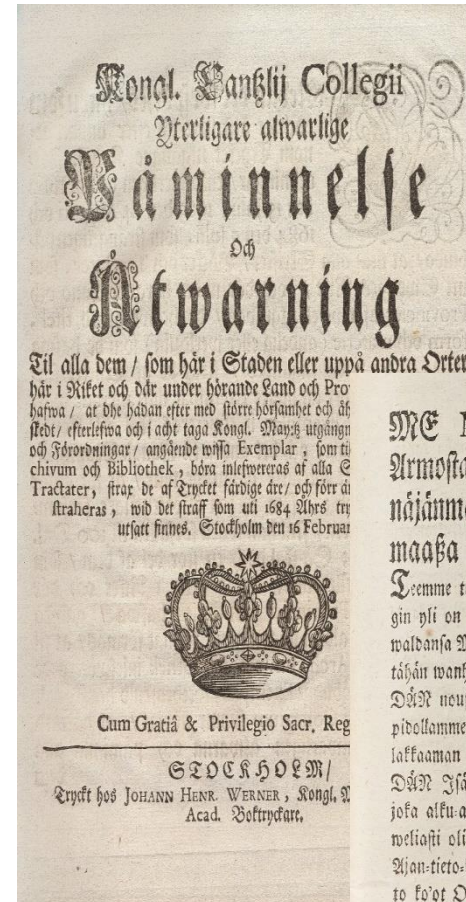 Kongl. Cantzlij Collegii
Yterligare alwarlige
Påminnelse
Och
Åtwarning
Til alla dem / som här i Staden eller uppå andra Orter
här i Riket och där under hörande Land och Pro
hafwa / at dhe hädan efter med större hörsamhet och åh
skedt / efterlefwa och i acht taga Kongl. May:tz utgångn
och Förordningar / angående wissa Exemplar, som ti
chivum och Bibliothek, böra inlefwereras af alla S
Tractater, strax de af Trycket färdige äre / och förr än
straheras, wid det straff som uti 1684 Åhrs try
utsatt finnes. Stockholm den 16 Februar
Cum Gratiâ & Privilegio Sacr. Reg
STOCKHOLM /
Tryckt hos JOHANN HENR. WERNER, Kongl. M
Acad. Boktryckare.
ME
Armosta
näjänm
maaßa
Teemme t
gin yli on
waldansa
tähän wanh
DÄN nou
pidollamme
lakkaaman
DÄN Isä
joka alku-a
weliasti oli
Ajan-tieto-
to ko'ot O